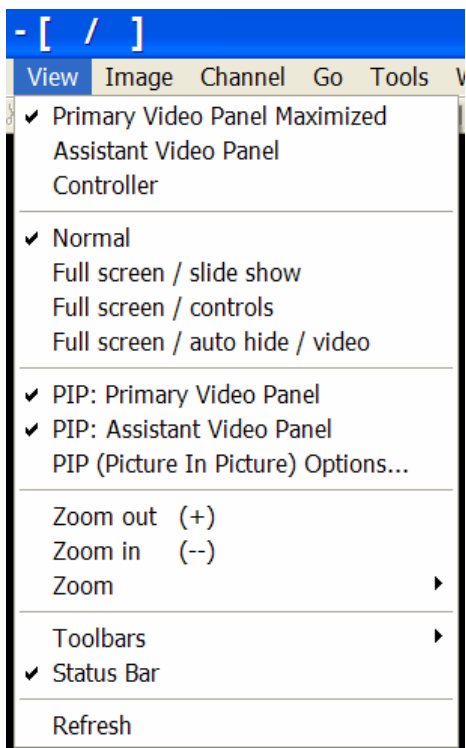 - [ / ]
View Image Channel Go Tools
Primary Video Panel Maximized
Assistant Video Panel
Controller
Normal
Full screen / slide show
Full screen / controls
Full screen / auto hide / video
PIP: Primary Video Panel
PIP: Assistant Video Panel
PIP (Picture In Picture) Options...
Zoom out (+)
Zoom in (--)
Zoom
Toolbars
Status Bar
Refresh